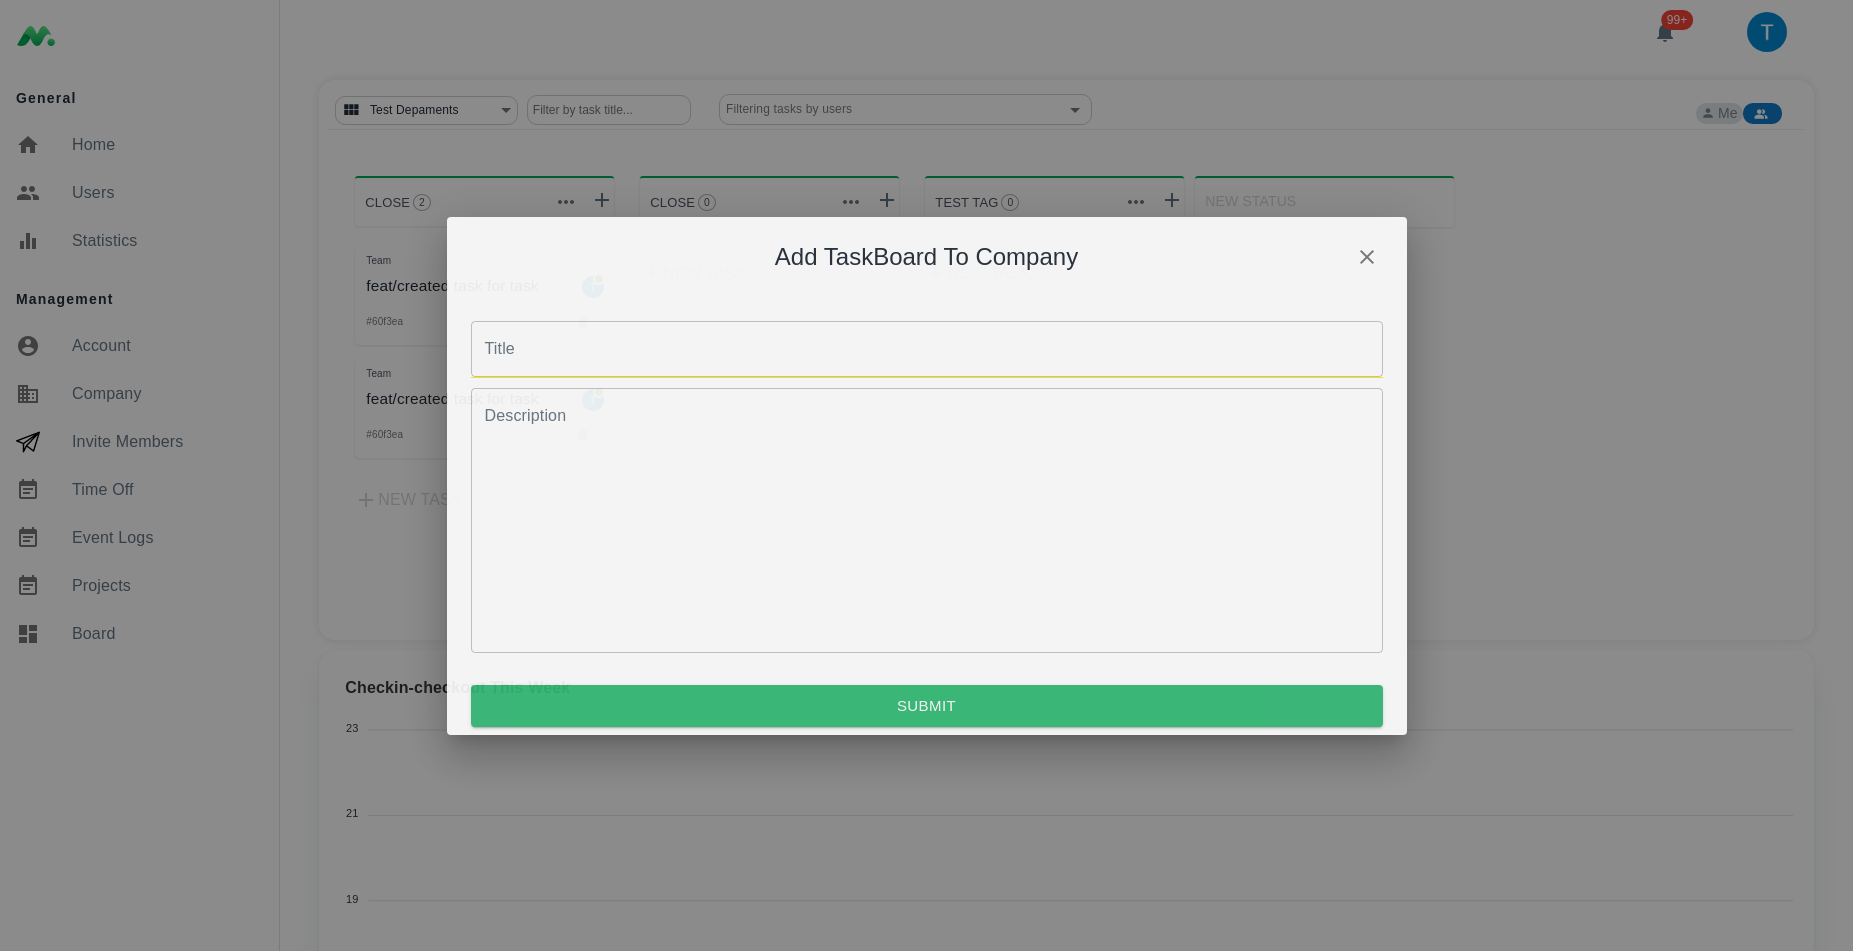 99+
T
General
Home
Users
Statistics
Management
Account
Company
Invite Members
Time Off
Event Logs
Projects
Board
Test Depaments
Filter by task title...
Filtering tasks by users
Me
CLOSE 2
CLOSE 0
TEST TAG 0
NEW STATUS
Team
feat/created task for task
#60f3ea
Team
feat/created task for task
#60f3ea
NEW TAS
Add TaskBoard To Company
Title
Description
SUBMIT
Checkin-checkout This Week
23
21
19